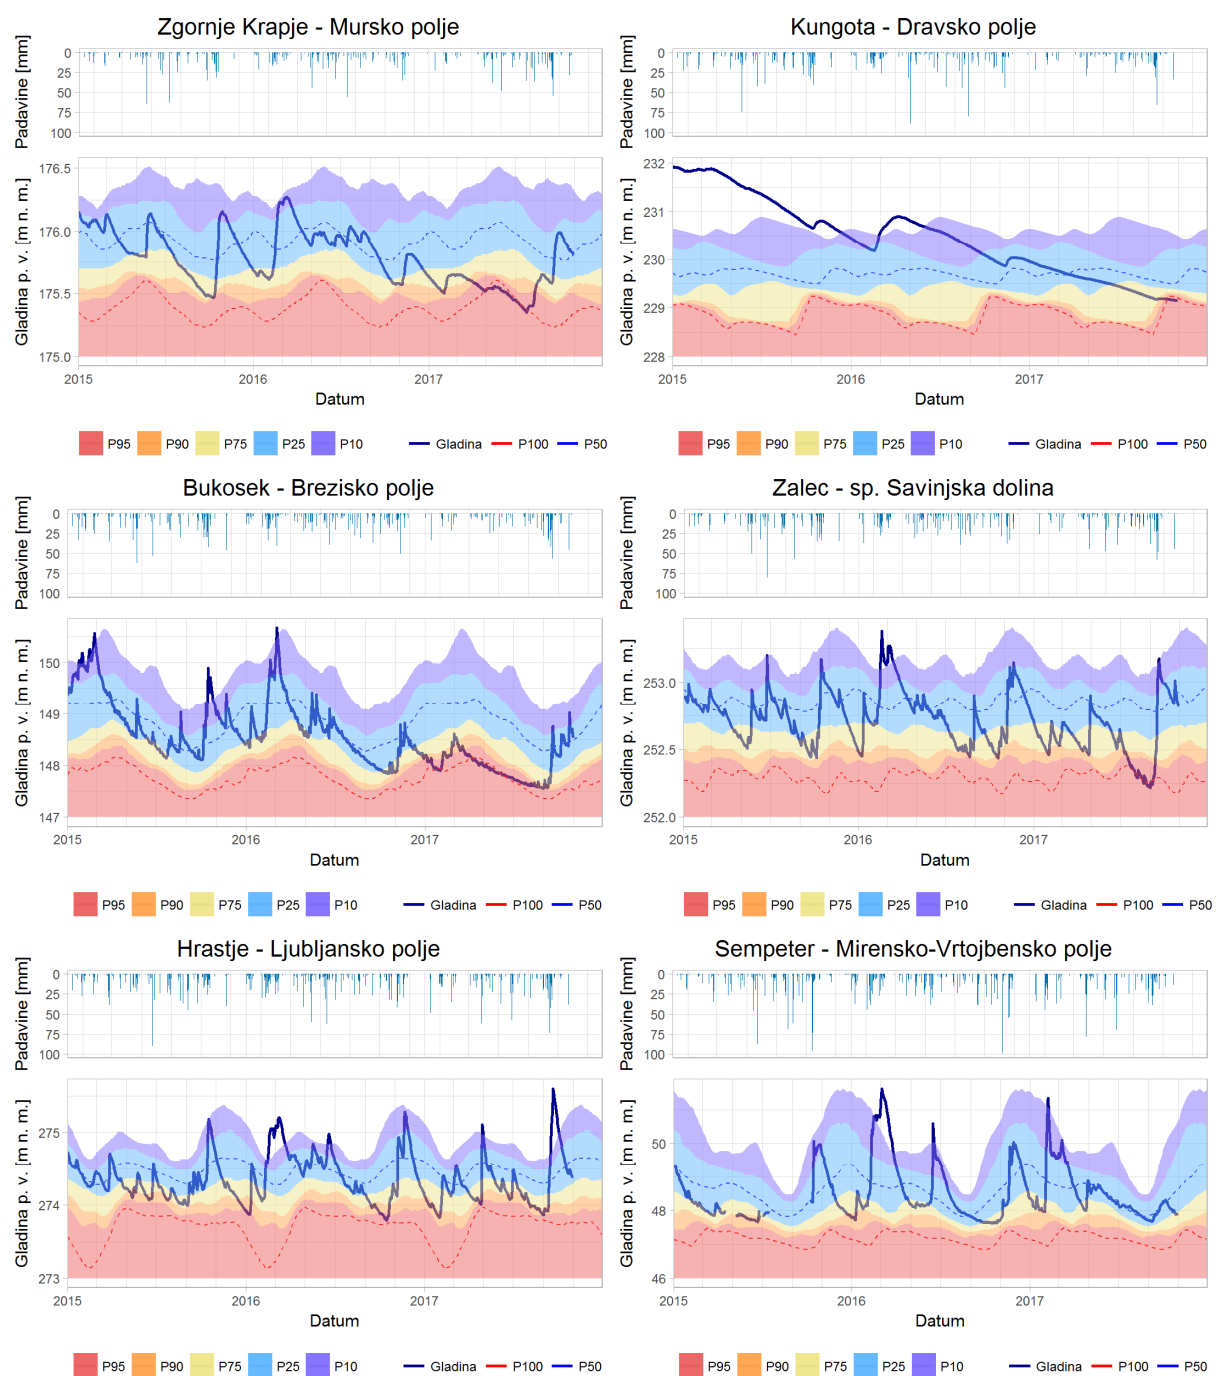 Zgornje Krapje - Mursko polje
Padavine [mm]
0
25
50
75
100
Gladina p. v. [m n. m.]
176.5
176.0
175.5
175.0
2015 2016 2017
Datum
P95 P90 P75 P25 P10 Gladina P100 P50
Kungota - Dravsko polje
Padavine [mm]
0
25
50
75
100
Gladina p. v. [m n. m.]
232
231
230
229
228
2015 2016 2017
Datum
P95 P90 P75 P25 P10 Gladina P100 P50
Bukosek - Brezisko polje
Padavine [mm]
0
25
50
75
100
Gladina p. v. [m n. m.]
150
149
148
147
2015 2016 2017
Datum
P95 P90 P75 P25 P10 Gladina P100 P50
Zalec - sp. Savinjska dolina
Padavine [mm]
0
25
50
75
100
Gladina p. v. [m n. m.]
253.0
252.5
252.0
2015 2016 2017
Datum
P95 P90 P75 P25 P10 Gladina P100 P50
Hrastje - Ljubljansko polje
Padavine [mm]
0
25
50
75
100
Gladina p. v. [m n. m.]
275
274
273
2015 2016 2017
Datum
P95 P90 P75 P25 P10 Gladina P100 P50
Sempeter - Mirensko-Vrtojbensko polje
Padavine [mm]
0
25
50
75
100
Gladina p. v. [m n. m.]
50
48
46
2015 2016 2017
Datum
P95 P90 P75 P25 P10 Gladina P100 P50